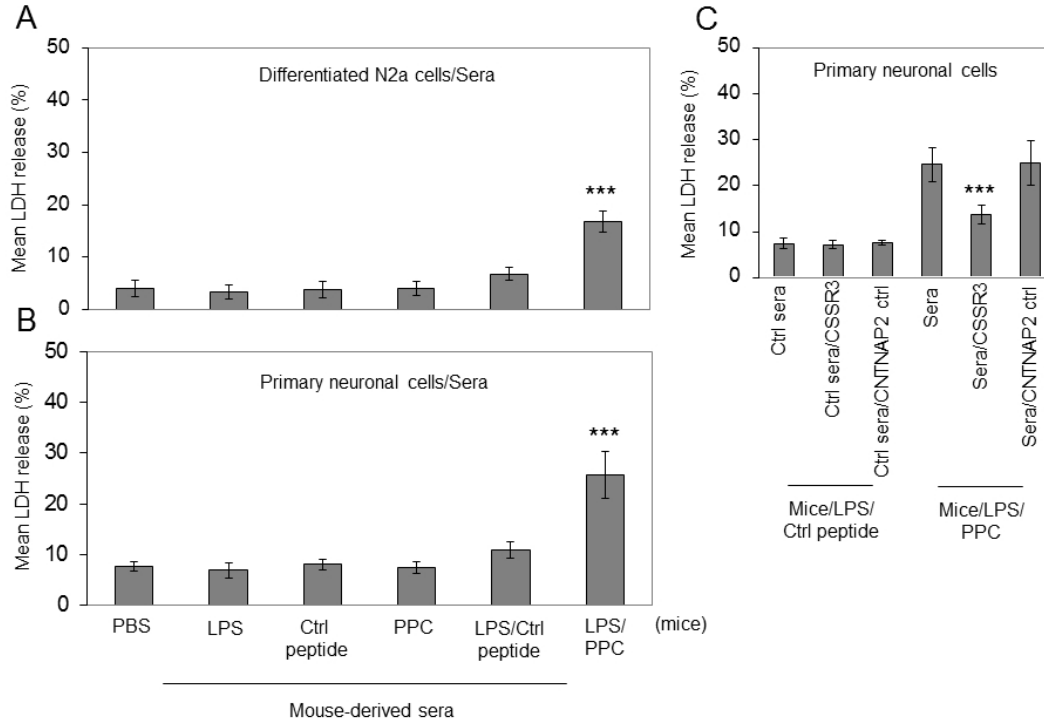 A
Mean LDH release (%)
50
40
30
20
10
0
Differentiated N2a cells/Sera
***
B
Mean LDH release (%)
50
40
30
20
10
0
Primary neuronal cells/Sera
***
PBS
LPS
Ctrl
peptide
PPC
LPS/Ctrl
peptide
LPS/
PPC
(mice)
Mouse-derived sera
C
Mean LDH release (%)
50
40
30
20
10
0
Primary neuronal cells
***
Ctrl sera
Ctrl sera/CSSR3
Ctrl sera/CNTNAP2 ctrl
Sera
Sera/CSSR3
Sera/CNTNAP2 ctrl
Mice/LPS/
Ctrl peptide
Mice/LPS/
PPC